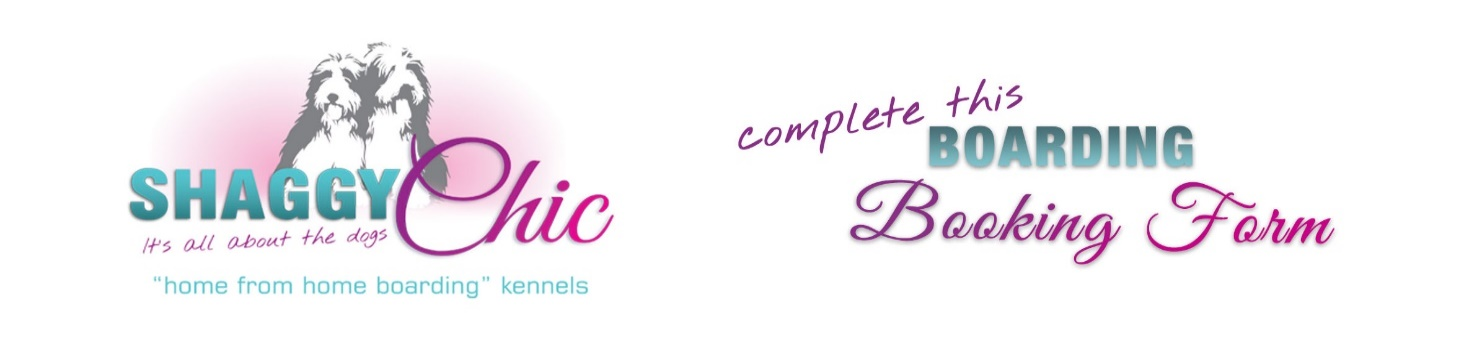 SHAGGY Chic
It's all about the dogs
"home from home boarding" kennels
complete this
BOARDING
Booking Form